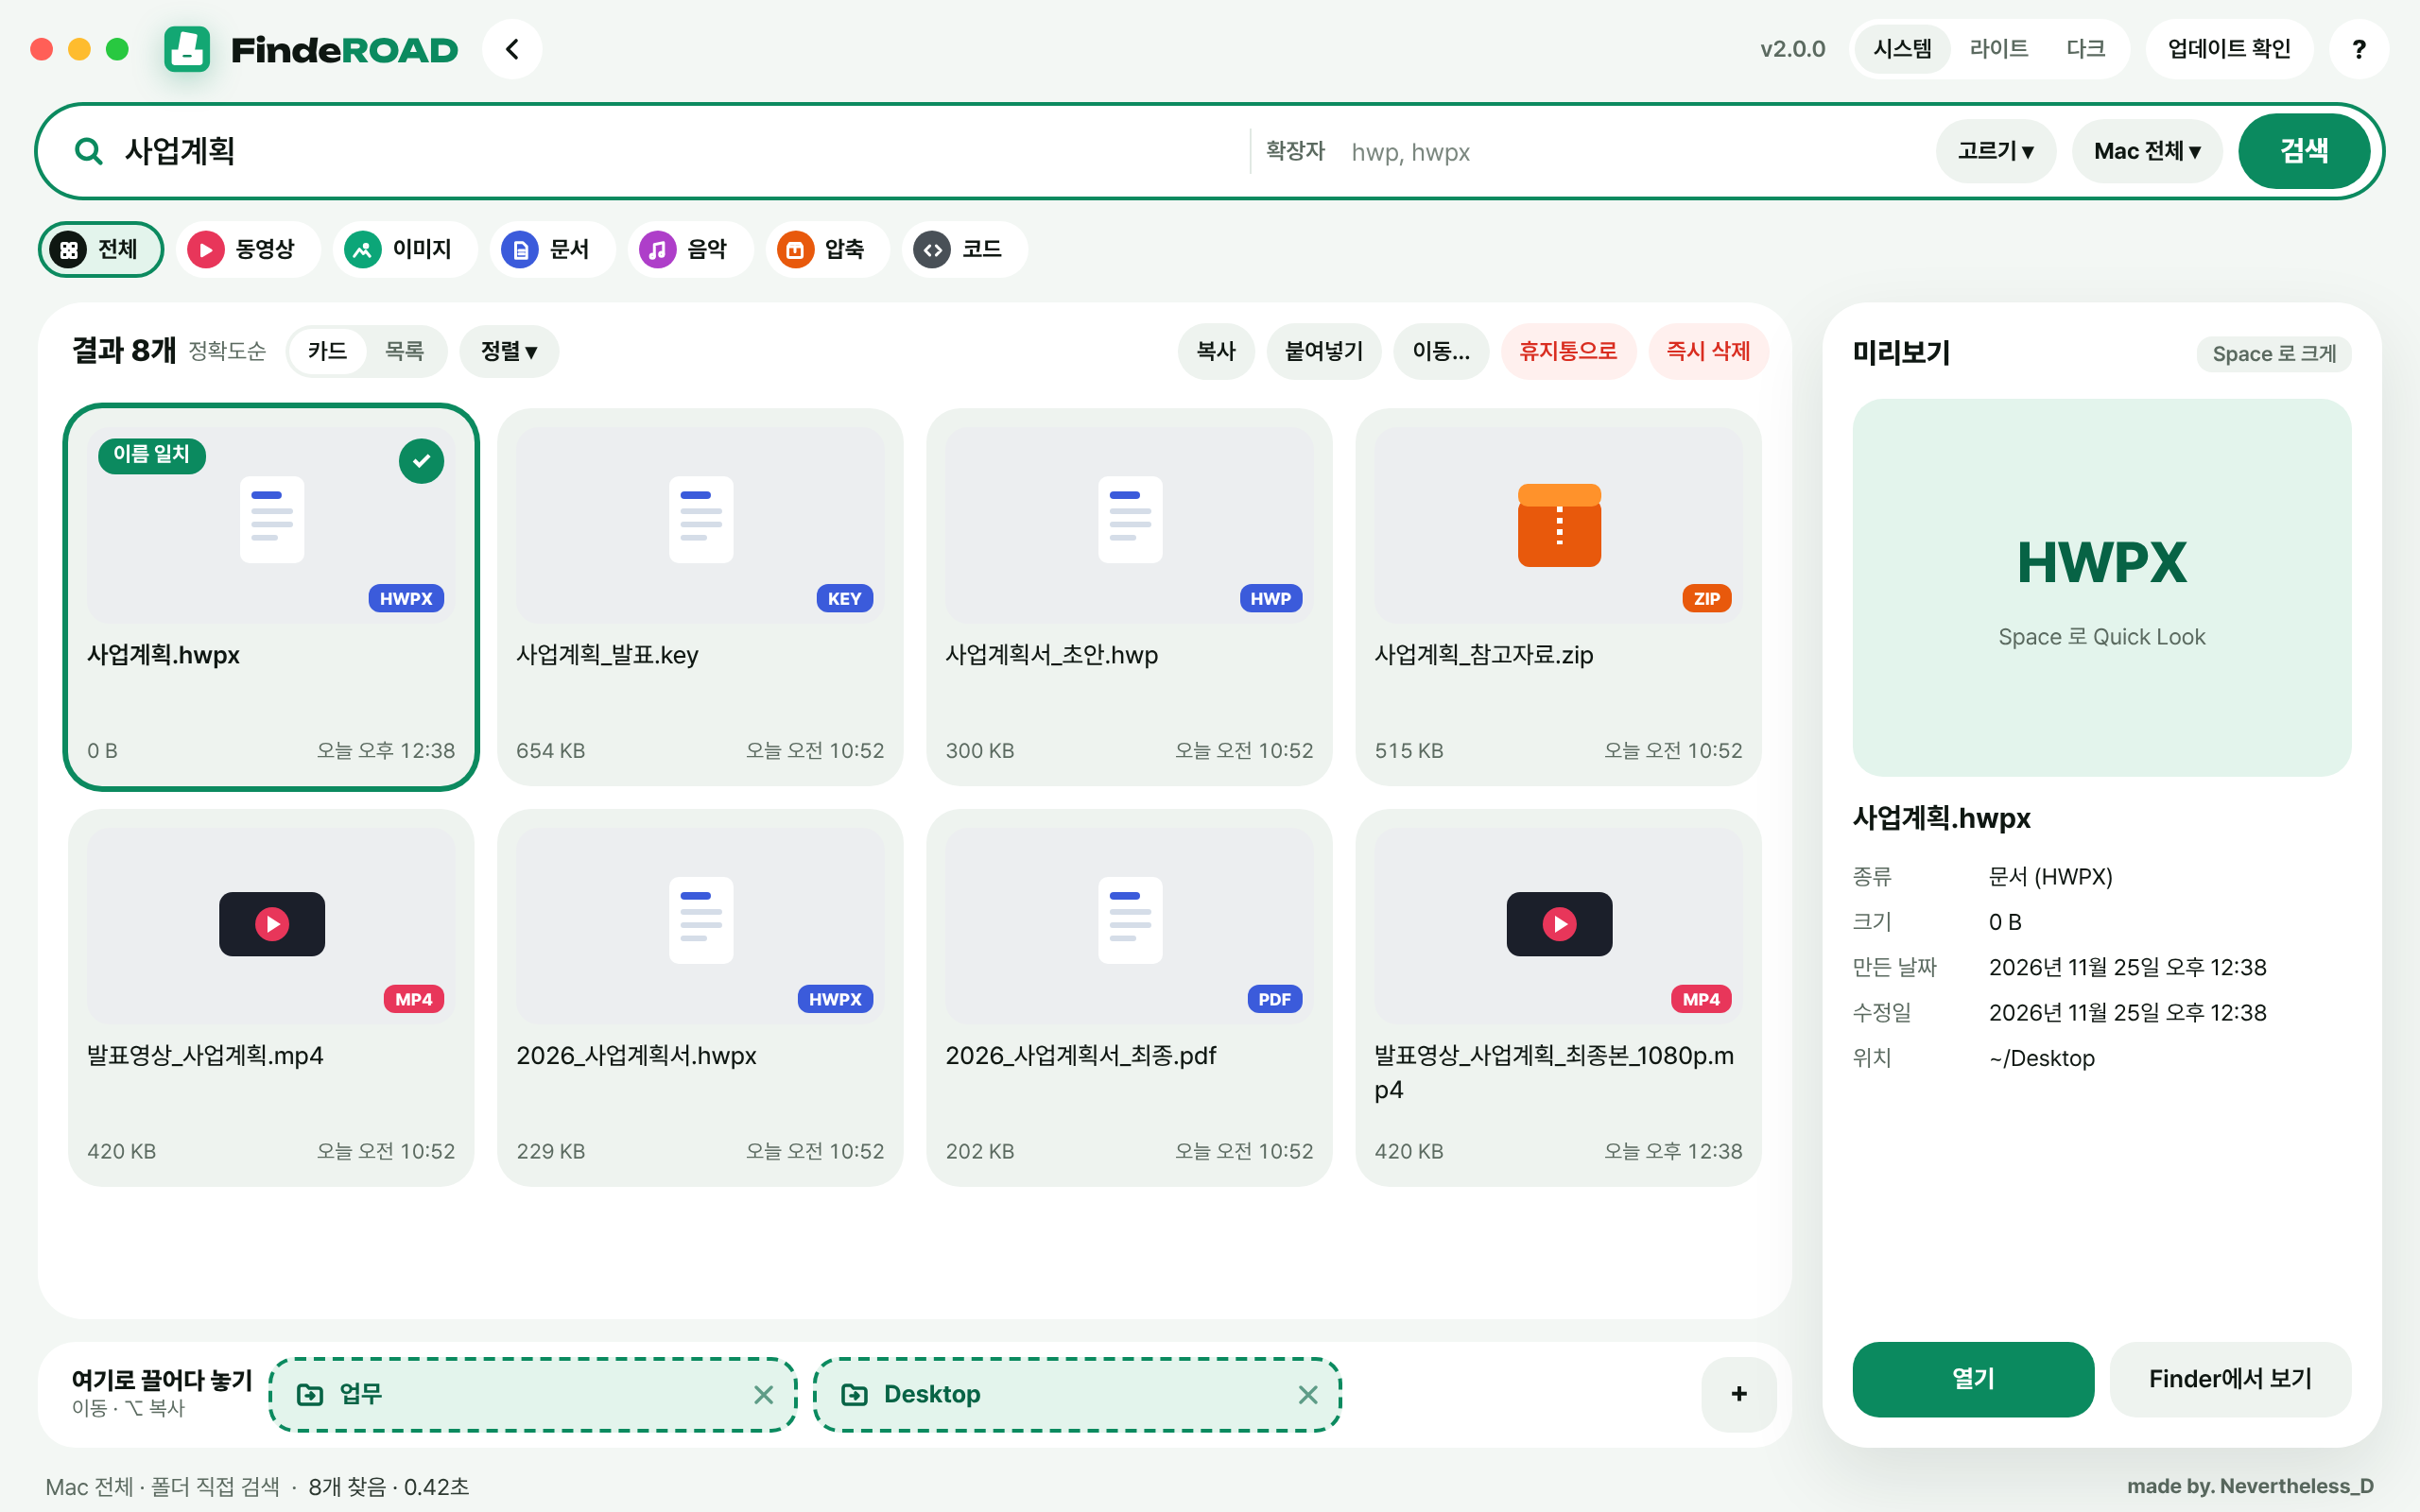 FindeROAD
v2.0.0
시스템
라이트
다크
업데이트 확인
?
사업계획
확장자
hwp, hwpx
고르기 ▾
Mac 전체 ▾
검색
전체
동영상
이미지
문서
음악
압축
코드
결과 8개
정확도순
카드
목록
정렬 ▾
복사
붙여넣기
이동...
휴지통으로
즉시 삭제
이름 일치
HWPX
사업계획.hwpx
0 B
오늘 오후 12:38
KEY
사업계획_발표.key
654 KB
오늘 오전 10:52
HWP
사업계획서_초안.hwp
300 KB
오늘 오전 10:52
ZIP
사업계획_참고자료.zip
515 KB
오늘 오전 10:52
MP4
발표영상_사업계획.mp4
420 KB
오늘 오전 10:52
HWPX
2026_사업계획서.hwpx
229 KB
오늘 오전 10:52
PDF
2026_사업계획서_최종.pdf
202 KB
오늘 오전 10:52
MP4
발표영상_사업계획_최종본_1080p.m
p4
420 KB
오늘 오후 12:38
미리보기
Space 로 크게
HWPX
Space 로 Quick Look
사업계획.hwpx
종류 문서 (HWPX)
크기 0 B
만든 날짜 2026년 11월 25일 오후 12:38
수정일 2026년 11월 25일 오후 12:38
위치 ~/Desktop
열기
Finder에서 보기
여기로 끌어다 놓기
이동 · ⌥ 복사
업무
Desktop
+
Mac 전체 · 폴더 직접 검색 · 8개 찾음 · 0.42초
made by. Nevertheless_D